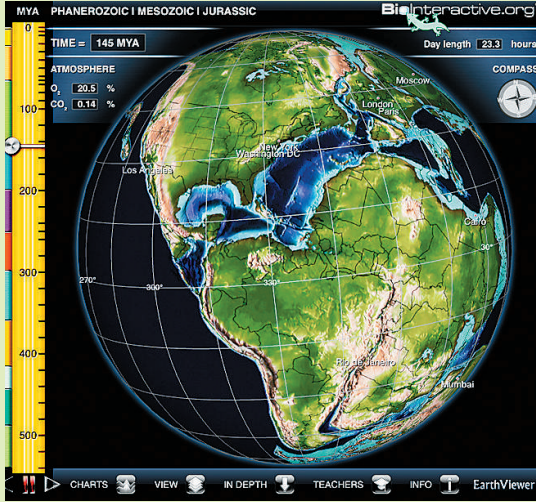 MYA PHANEROZOIC | MESOZOIC | JURASSIC
BioInteractive.org
0
TIME = 145 MYA
Day length 23.3 hours
ATMOSPHERE
O₂ 20.5 %
CO₂ 0.14 %
COMPASS
100
200
300
400
500
Moscow
London
Paris
New York
Washington DC
Los Angeles
Cairo
30°
270°
300°
330°
Rio de Janeiro
Mumbai
CHARTS VIEW IN DEPTH TEACHERS INFO i EarthViewer